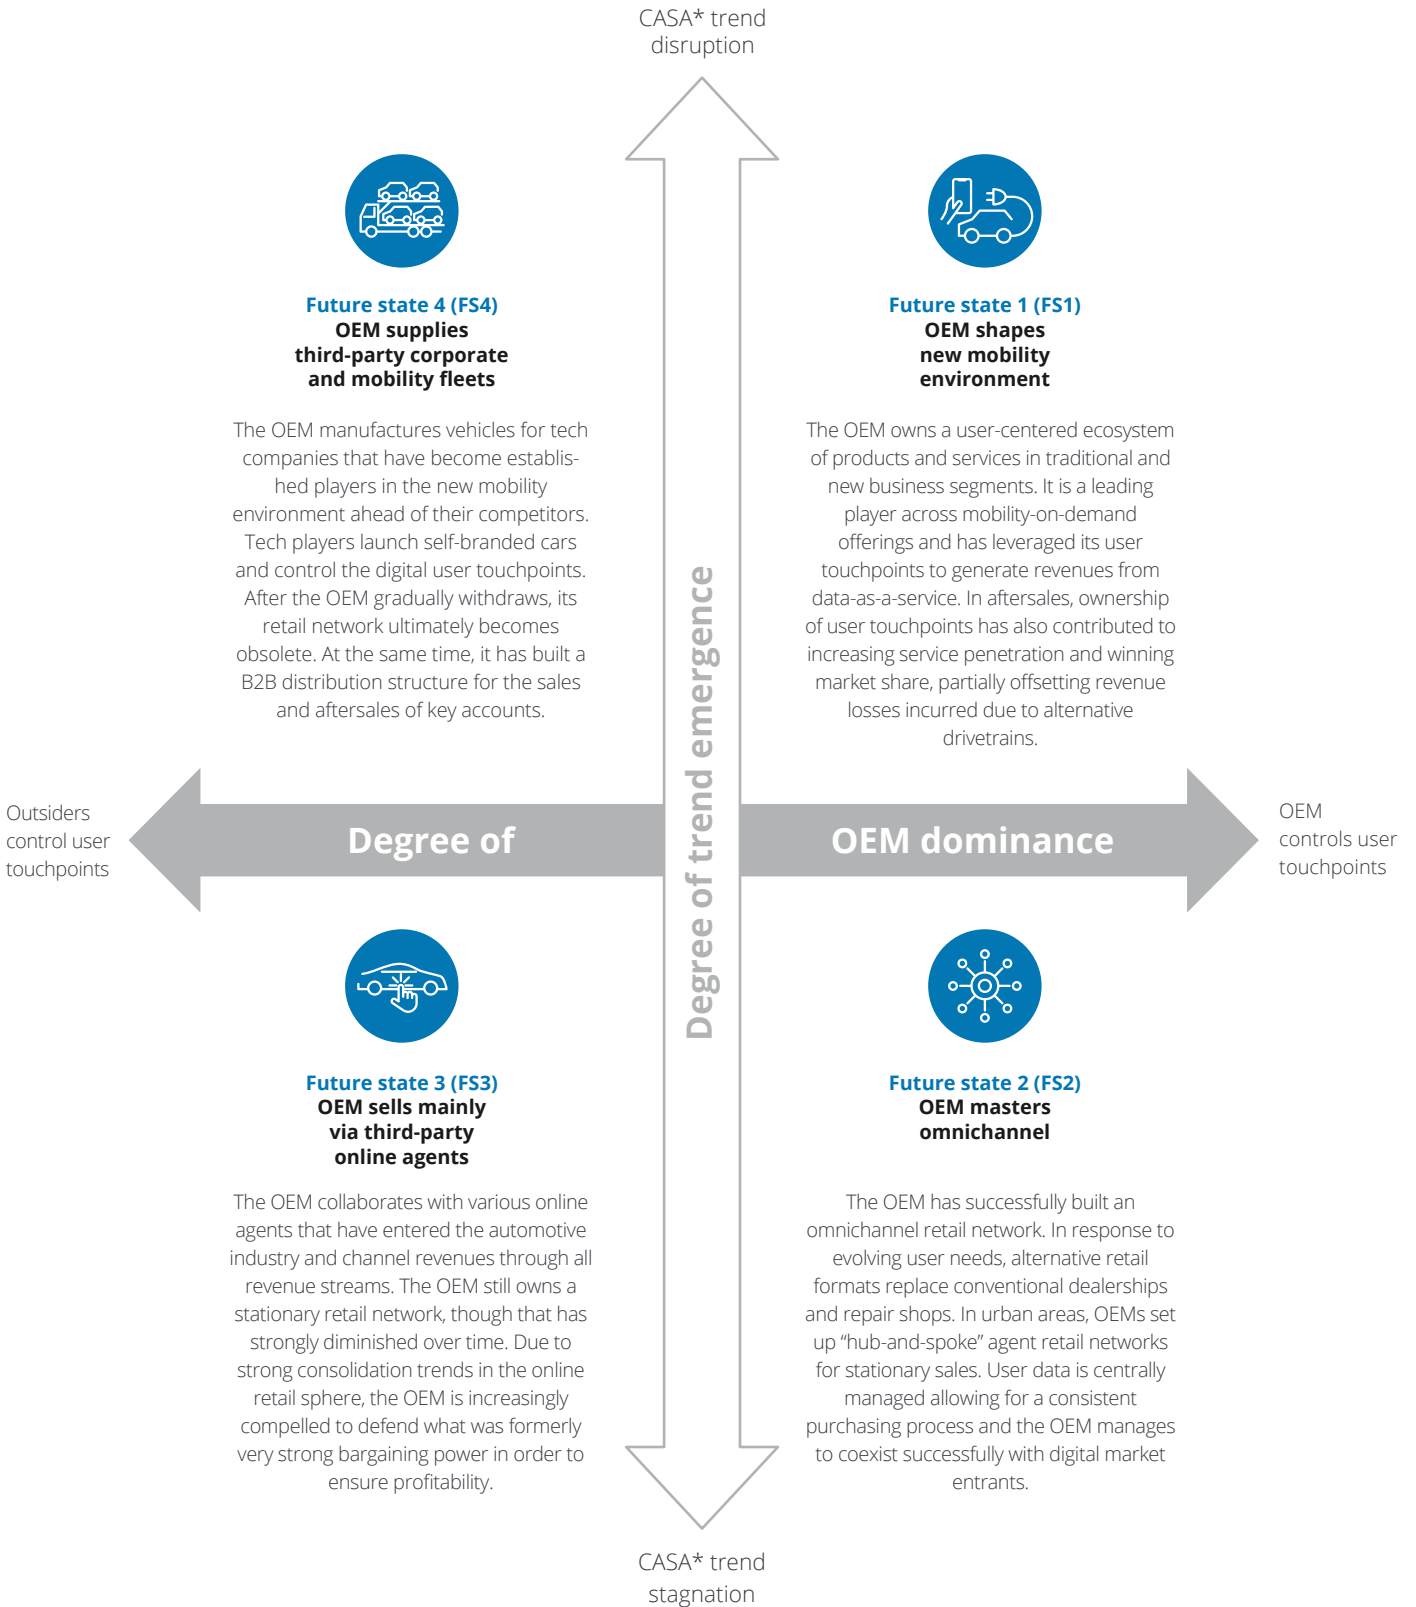 CASA* trend
disruption
Future state 4 (FS4)
OEM supplies
third-party corporate
and mobility fleets
The OEM manufactures vehicles for tech
companies that have become establis-
hed players in the new mobility
environment ahead of their competitors.
Tech players launch self-branded cars
and control the digital user touchpoints.
After the OEM gradually withdraws, its
retail network ultimately becomes
obsolete. At the same time, it has built a
B2B distribution structure for the sales
and aftersales of key accounts.
Future state 1 (FS1)
OEM shapes
new mobility
environment
The OEM owns a user-centered ecosystem
of products and services in traditional and
new business segments. It is a leading
player across mobility-on-demand
offerings and has leveraged its user
touchpoints to generate revenues from
data-as-a-service. In aftersales, ownership
of user touchpoints has also contributed to
increasing service penetration and winning
market share, partially offsetting revenue
losses incurred due to alternative
drivetrains.
Degree of trend emergence
Outsiders
control user
touchpoints
Degree of
OEM dominance
OEM
controls user
touchpoints
Future state 3 (FS3)
OEM sells mainly
via third-party
online agents
The OEM collaborates with various online
agents that have entered the automotive
industry and channel revenues through all
revenue streams. The OEM still owns a
stationary retail network, though that has
strongly diminished over time. Due to
strong consolidation trends in the online
retail sphere, the OEM is increasingly
compelled to defend what was formerly
very strong bargaining power in order to
ensure profitability.
Future state 2 (FS2)
OEM masters
omnichannel
The OEM has successfully built an
omnichannel retail network. In response to
evolving user needs, alternative retail
formats replace conventional dealerships
and repair shops. In urban areas, OEMs set
up “hub-and-spoke” agent retail networks
for stationary sales. User data is centrally
managed allowing for a consistent
purchasing process and the OEM manages
to coexist successfully with digital market
entrants.
CASA* trend
stagnation